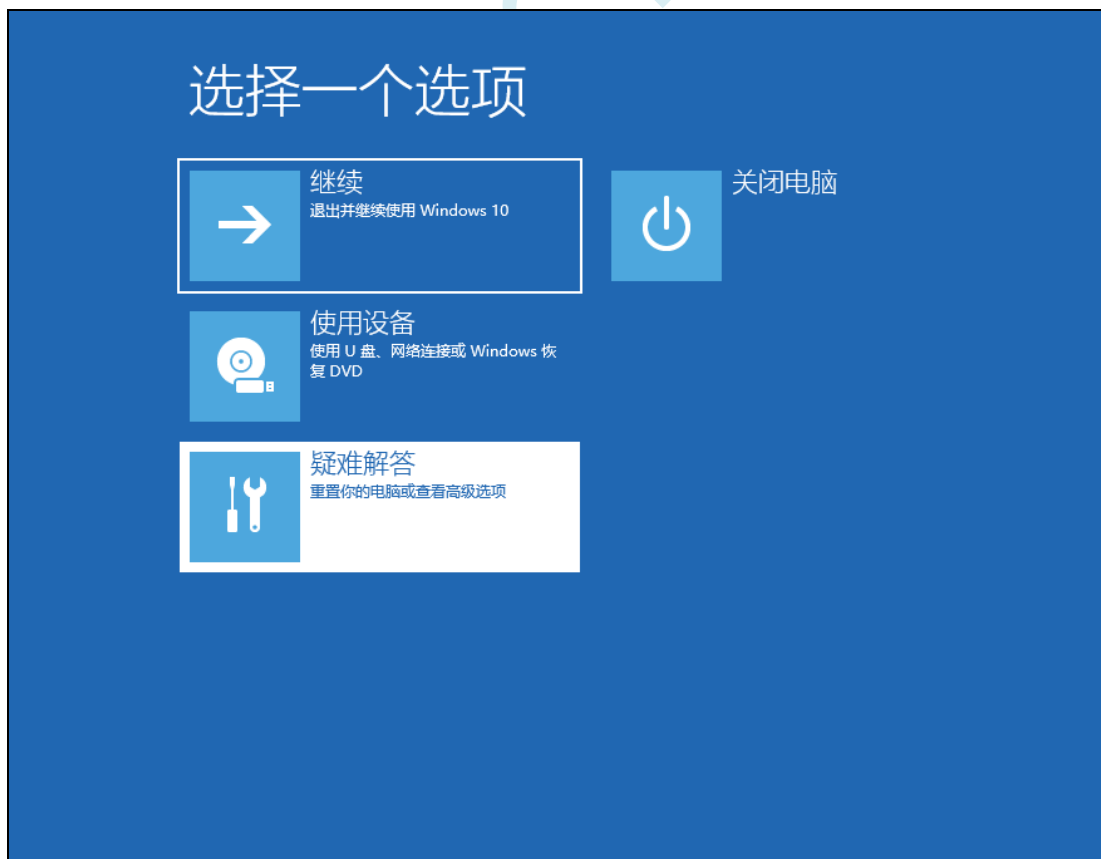 选择一个选项
继续
退出并继续使用 Windows 10
关闭电脑
使用设备
使用 U 盘、网络连接或 Windows 恢
复 DVD
疑难解答
重置你的电脑或查看高级选项